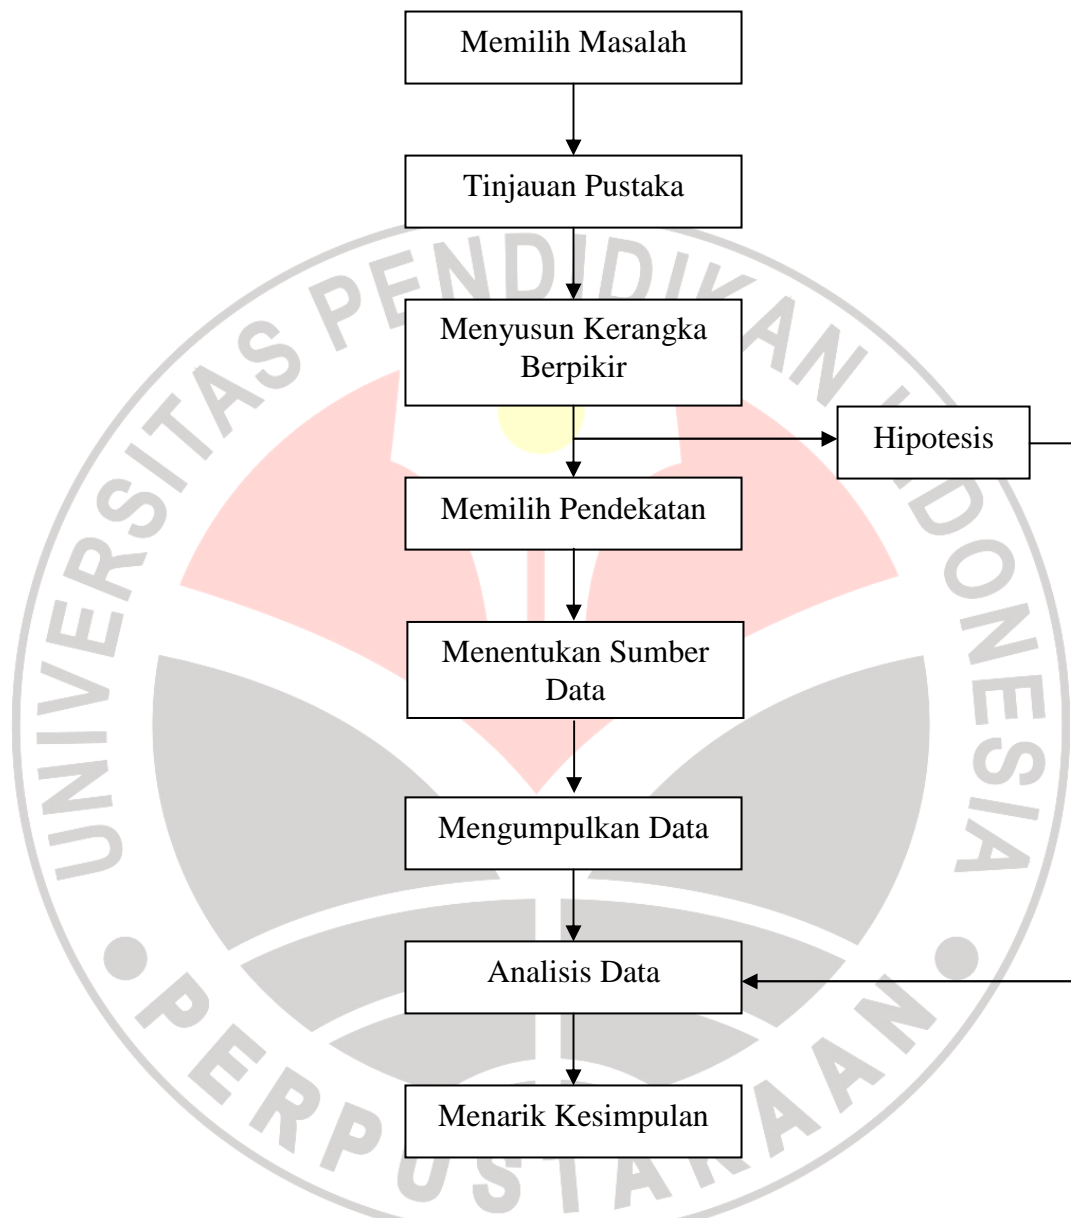 Memilih Masalah
Tinjauan Pustaka
Menyusun Kerangka
Berpikir
Hipotesis
Memilih Pendekatan
Menentukan Sumber
Data
Mengumpulkan Data
Analisis Data
Menarik Kesimpulan
UNIVERSITAS PENDIDIKAN INDONESIA
PERPUSTAKAAN